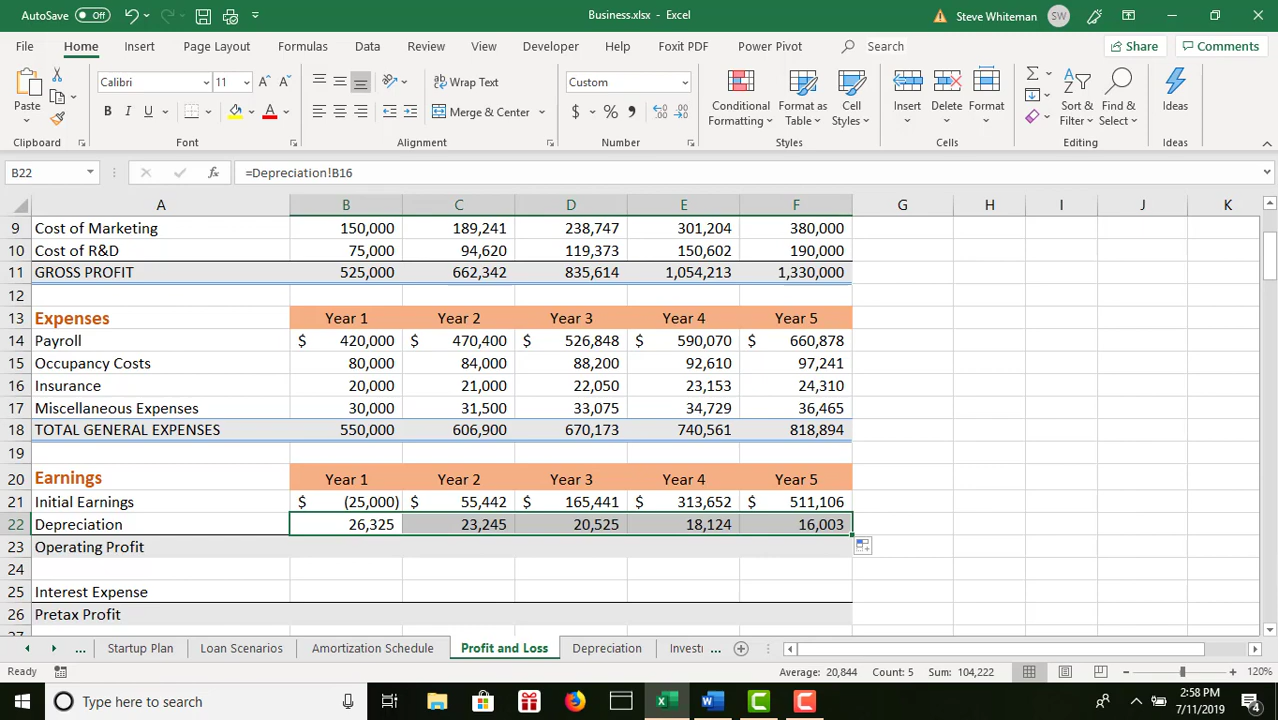 AutoSave Off Business.xlsx - Excel Steve Whiteman SW
File Home Insert Page Layout Formulas Data Review View Developer Help Foxit PDF Power Pivot Search Share Comments
Calibri 11 Wrap Text Custom
Paste B I U Merge & Center $ % Conditional Formatting Format as Table Cell Styles Insert Delete Format Sort & Filter Find & Select Ideas
Clipboard Font Alignment Number Styles Cells Editing Ideas
B22 fx =Depreciation!B16
A B C D E F G H I J K
9 Cost of Marketing 150,000 189,241 238,747 301,204 380,000
10 Cost of R&D 75,000 94,620 119,373 150,602 190,000
11 GROSS PROFIT 525,000 662,342 835,614 1,054,213 1,330,000
12
13 Expenses Year 1 Year 2 Year 3 Year 4 Year 5
14 Payroll $ 420,000 $ 470,400 $ 526,848 $ 590,070 $ 660,878
15 Occupancy Costs 80,000 84,000 88,200 92,610 97,241
16 Insurance 20,000 21,000 22,050 23,153 24,310
17 Miscellaneous Expenses 30,000 31,500 33,075 34,729 36,465
18 TOTAL GENERAL EXPENSES 550,000 606,900 670,173 740,561 818,894
19
20 Earnings Year 1 Year 2 Year 3 Year 4 Year 5
21 Initial Earnings $ (25,000) $ 55,442 $ 165,441 $ 313,652 $ 511,106
22 Depreciation 26,325 23,245 20,525 18,124 16,003
23 Operating Profit
24
25 Interest Expense
26 Pretax Profit
... Startup Plan Loan Scenarios Amortization Schedule Profit and Loss Depreciation Investi ...
Ready Average: 20,844 Count: 5 Sum: 104,222 120%
Type here to search 2:58 PM
7/11/2019 4